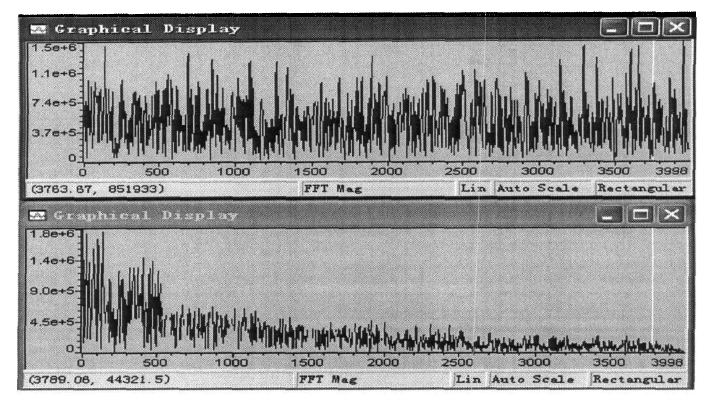 Graphical Display
1.5e+6
1.1e+6
7.4e+5
3.7e+5
0
0 500 1000 1500 2000 2500 3000 3500 3998
(3763.67, 851933) FFT Mag Lin Auto Scale Rectangular
Graphical Display
1.8e+6
1.4e+6
9.0e+5
4.5e+5
0
0 500 1000 1500 2000 2500 3000 3500 3998
(3789.06, 44321.5) FFT Mag Lin Auto Scale Rectangular